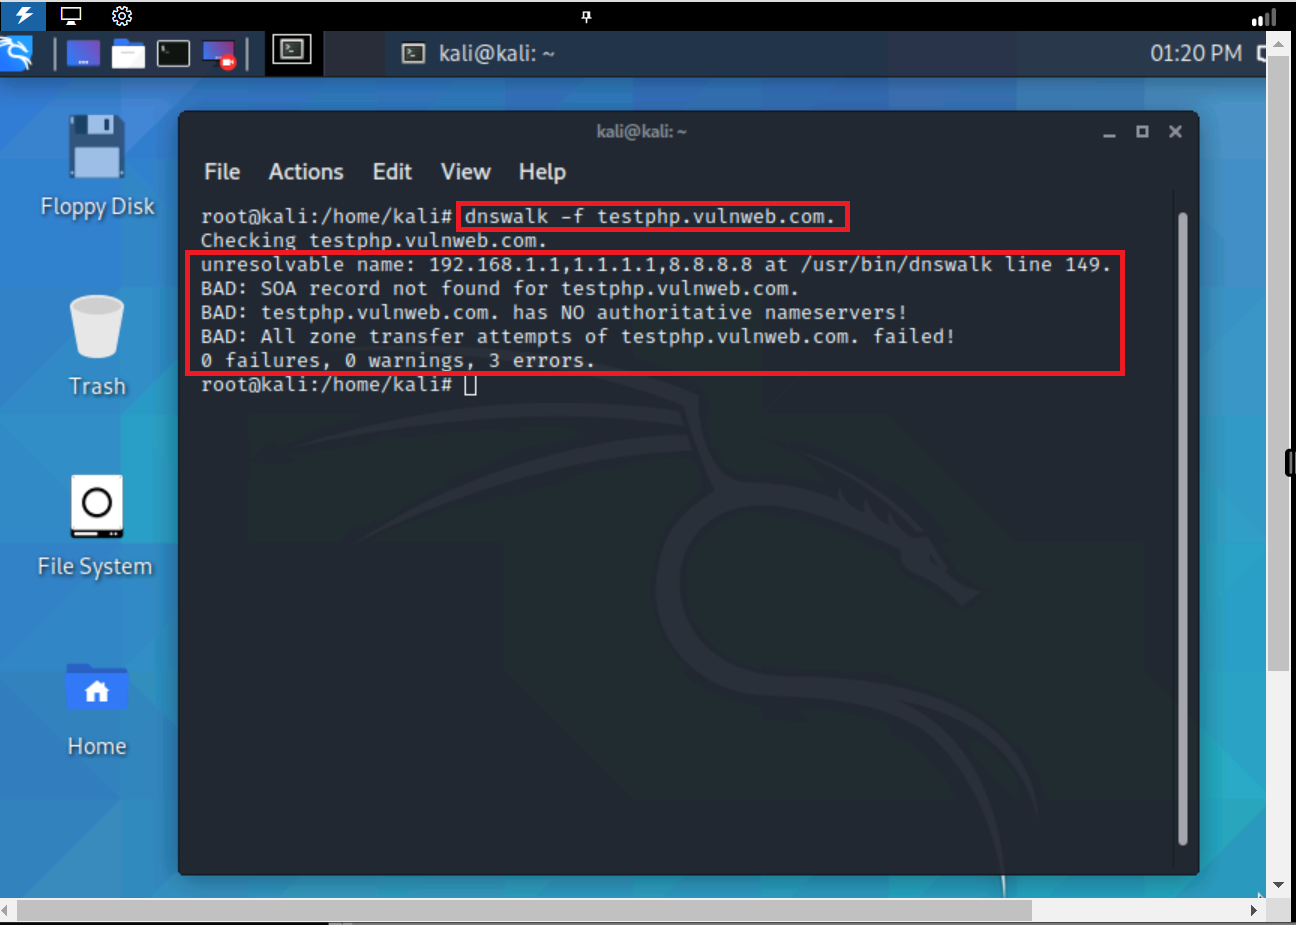 kali@kali: ~
01:20 PM
Floppy Disk
Trash
File System
Home
kali@kali: ~
File Actions Edit View Help
root@kali:/home/kali# dnswalk -f testphp.vulnweb.com.
Checking testphp.vulnweb.com.
unresolvable name: 192.168.1.1,1.1.1.1,8.8.8.8 at /usr/bin/dnswalk line 149.
BAD: SOA record not found for testphp.vulnweb.com.
BAD: testphp.vulnweb.com. has NO authoritative nameservers!
BAD: All zone transfer attempts of testphp.vulnweb.com. failed!
0 failures, 0 warnings, 3 errors.
root@kali:/home/kali#